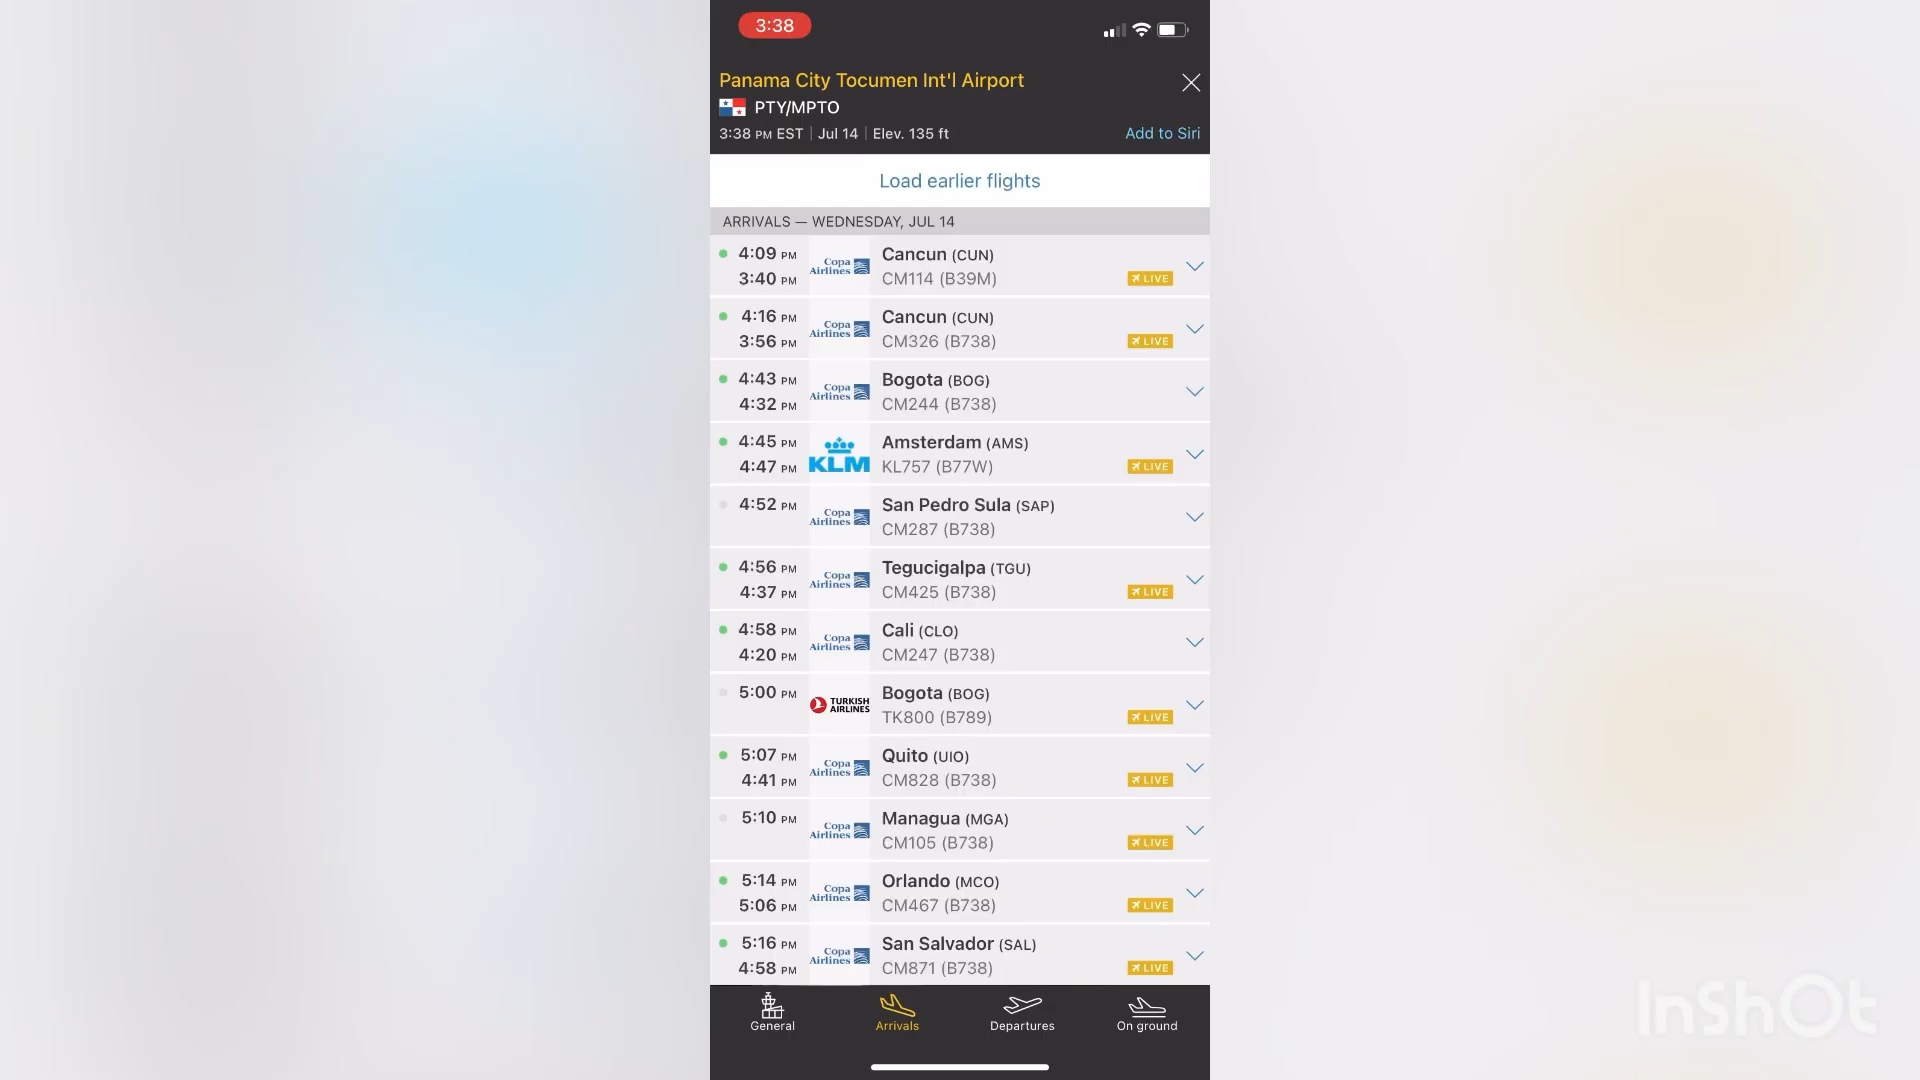 3:38
Panama City Tocumen Int'l Airport
PTY/MPTO
3:38 PM EST | Jul 14 | Elev. 135 ft
Add to Siri
Load earlier flights
ARRIVALS — WEDNESDAY, JUL 14
4:09 PM Copa Airlines Cancun (CUN)
3:40 PM CM114 (B39M) LIVE
4:16 PM Copa Airlines Cancun (CUN)
3:56 PM CM326 (B738) LIVE
4:43 PM Copa Airlines Bogota (BOG)
4:32 PM CM244 (B738)
4:45 PM KLM Amsterdam (AMS)
4:47 PM KL757 (B77W) LIVE
4:52 PM Copa Airlines San Pedro Sula (SAP)
CM287 (B738)
4:56 PM Copa Airlines Tegucigalpa (TGU)
4:37 PM CM425 (B738) LIVE
4:58 PM Copa Airlines Cali (CLO)
4:20 PM CM247 (B738)
5:00 PM TURKISH AIRLINES Bogota (BOG)
TK800 (B789) LIVE
5:07 PM Copa Airlines Quito (UIO)
4:41 PM CM828 (B738) LIVE
5:10 PM Copa Airlines Managua (MGA)
CM105 (B738) LIVE
5:14 PM Copa Airlines Orlando (MCO)
5:06 PM CM467 (B738) LIVE
5:16 PM Copa Airlines San Salvador (SAL)
4:58 PM CM871 (B738) LIVE
General Arrivals Departures On ground
InShOt